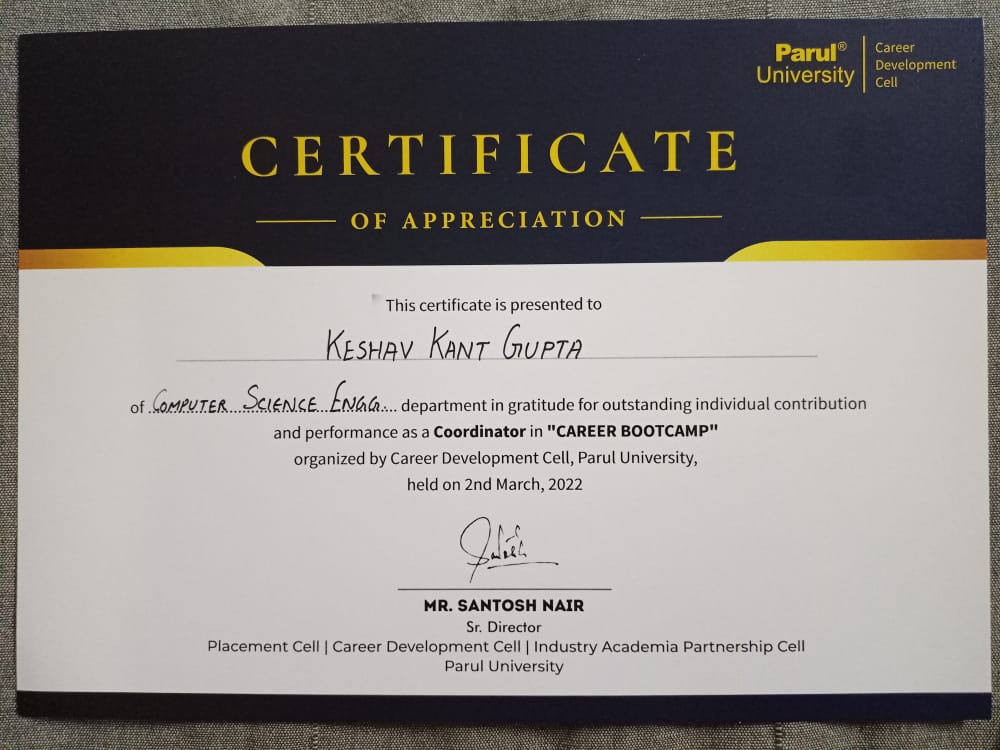 Parul®
University
Career
Development
Cell
CERTIFICATE
OF APPRECIATION
This certificate is presented to
KESHAV KANT GUPTA
of COMPUTER SCIENCE ENGG.... department in gratitude for outstanding individual contribution
and performance as a Coordinator in "CAREER BOOTCAMP"
organized by Career Development Cell, Parul University,
held on 2nd March, 2022
MR. SANTOSH NAIR
Sr. Director
Placement Cell | Career Development Cell | Industry Academia Partnership Cell
Parul University